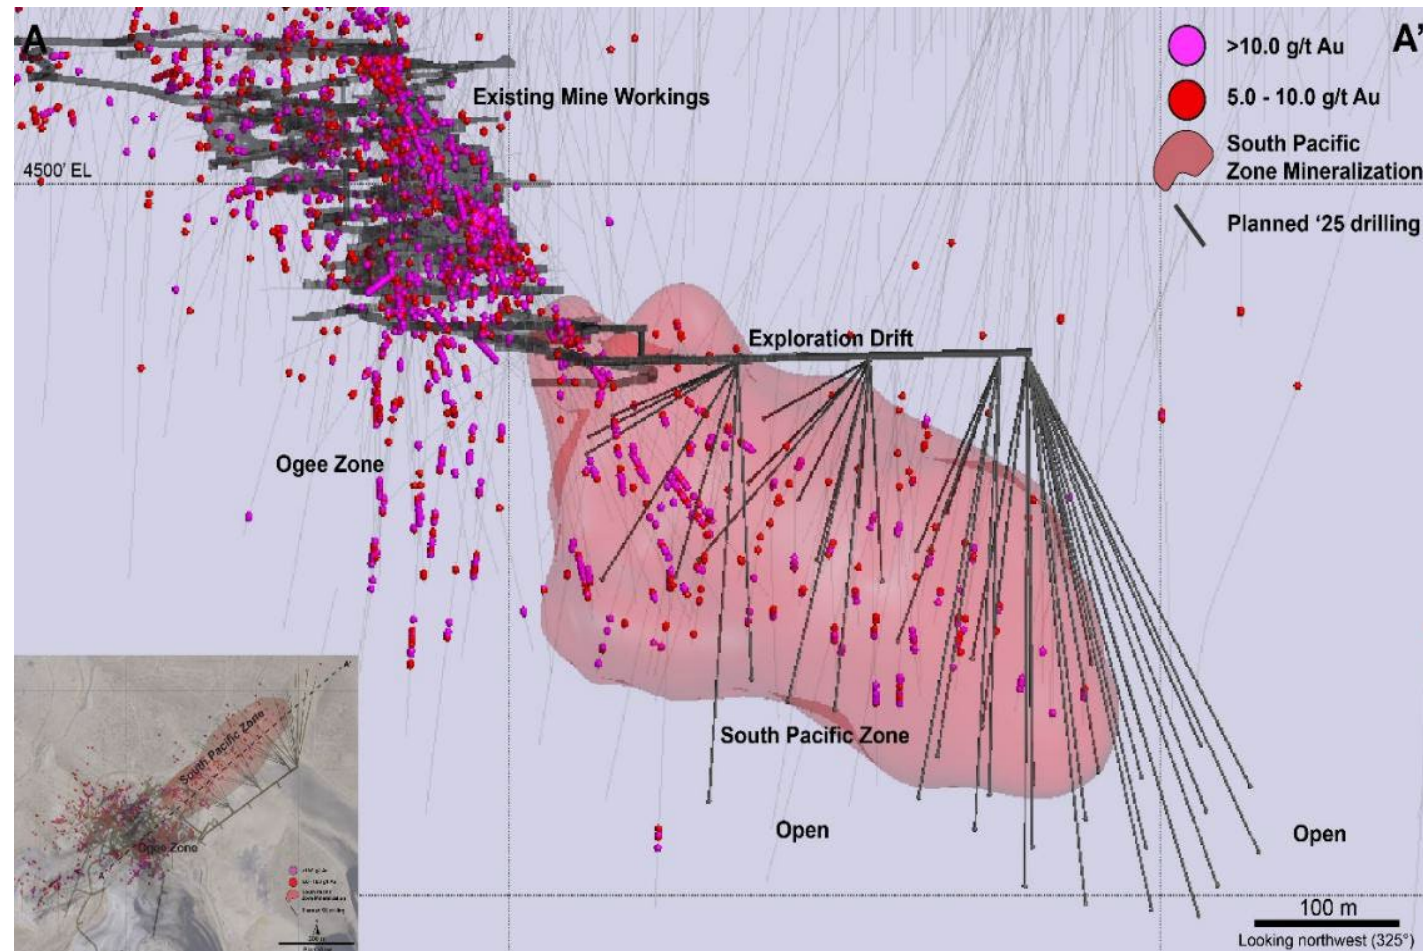 A
A'
>10.0 g/t Au
5.0 - 10.0 g/t Au
South Pacific
Zone Mineralization
Planned ‘25 drilling
Existing Mine Workings
4500' EL
Exploration Drift
Ogee Zone
South Pacific Zone
Open
Open
100 m
Looking northwest (325°)
A'
South Pacific Zone
Ogee Zone
A